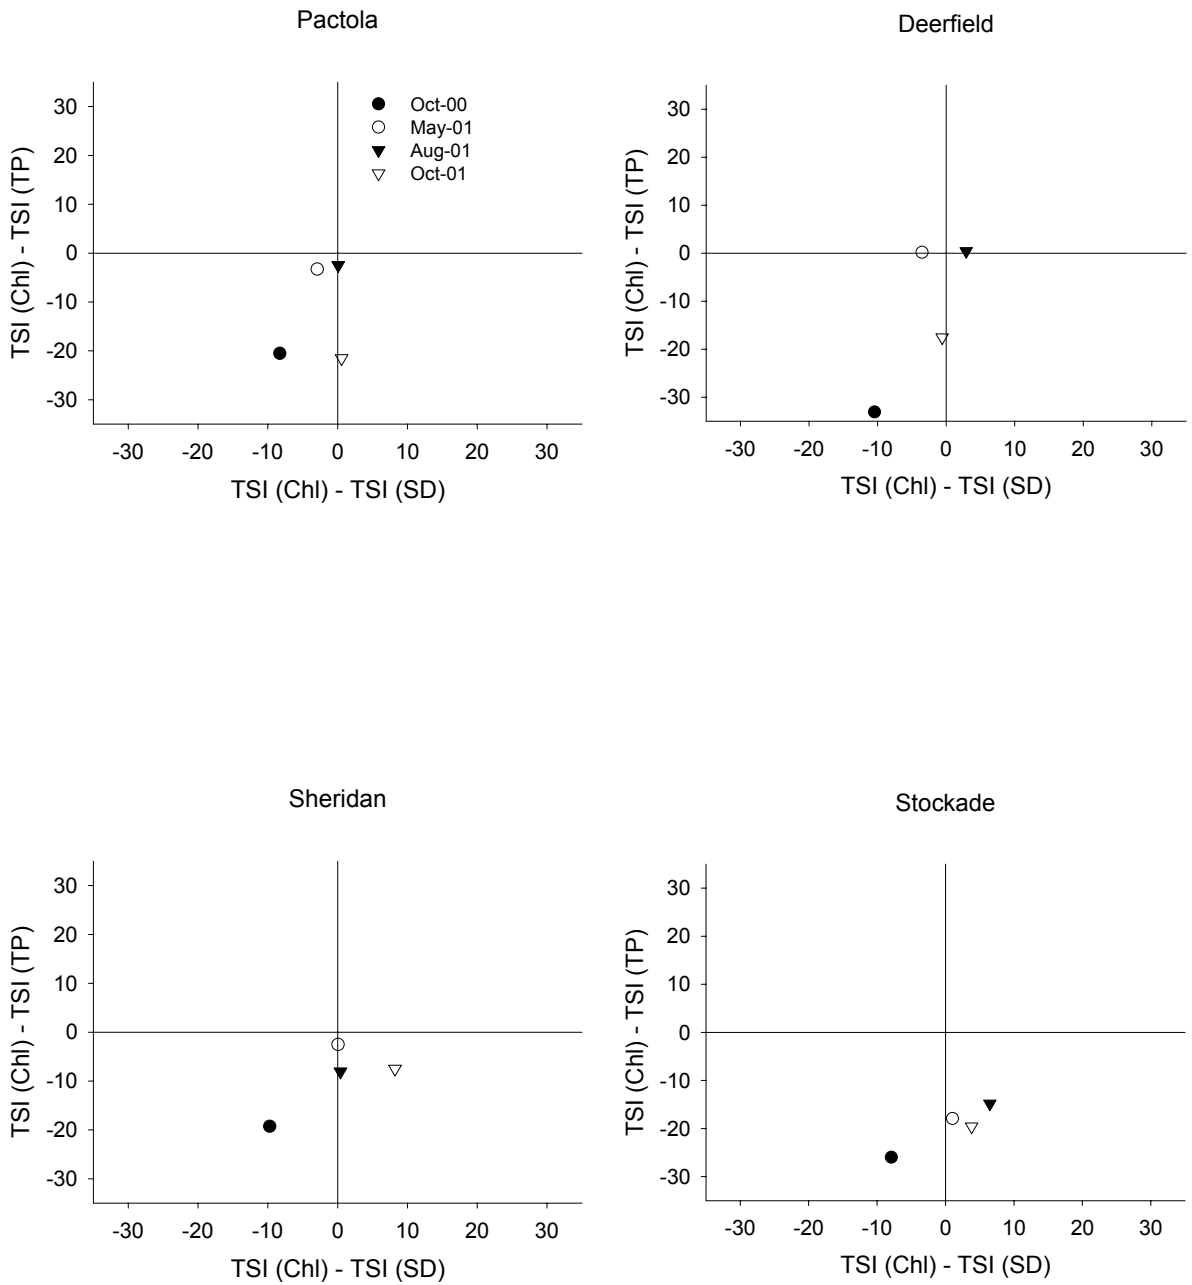 Pactola
Deerfield
Oct-00
May-01
Aug-01
Oct-01
30
20
10
0
-10
-20
-30
TSI (Chl) - TSI (TP)
-30 -20 -10 0 10 20 30
TSI (Chl) - TSI (SD)
30
20
10
0
-10
-20
-30
TSI (Chl) - TSI (TP)
-30 -20 -10 0 10 20 30
TSI (Chl) - TSI (SD)
Sheridan
Stockade
30
20
10
0
-10
-20
-30
TSI (Chl) - TSI (TP)
-30 -20 -10 0 10 20 30
TSI (Chl) - TSI (SD)
30
20
10
0
-10
-20
-30
TSI (Chl) - TSI (TP)
-30 -20 -10 0 10 20 30
TSI (Chl) - TSI (SD)